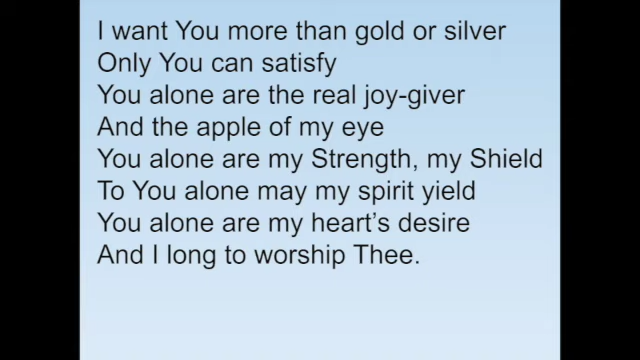 I want You more than gold or silver
Only You can satisfy
You alone are the real joy-giver
And the apple of my eye
You alone are my Strength, my Shield
To You alone may my spirit yield
You alone are my heart’s desire
And I long to worship Thee.